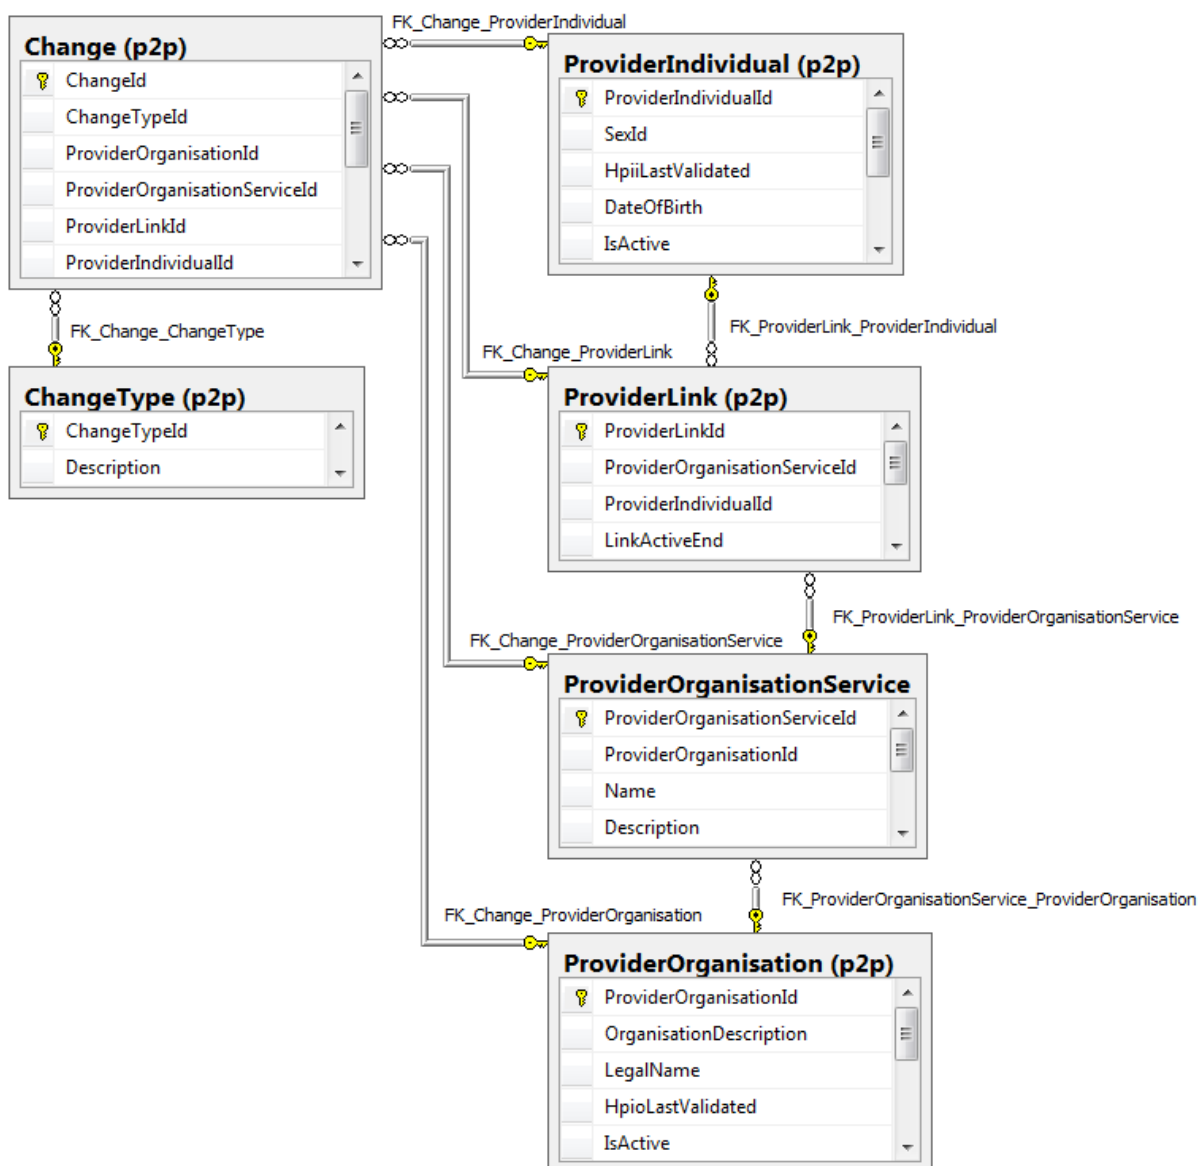 FK_Change_ProviderIndividual
Change (p2p)
ChangeId
ChangeTypeId
ProviderOrganisationId
ProviderOrganisationServiceId
ProviderLinkId
ProviderIndividualId
ProviderIndividual (p2p)
ProviderIndividualId
SexId
HpiiLastValidated
DateOfBirth
IsActive
FK_Change_ChangeType
FK_ProviderLink_ProviderIndividual
FK_Change_ProviderLink
ChangeType (p2p)
ChangeTypeId
Description
ProviderLink (p2p)
ProviderLinkId
ProviderOrganisationServiceId
ProviderIndividualId
LinkActiveEnd
FK_ProviderLink_ProviderOrganisationService
FK_Change_ProviderOrganisationService
ProviderOrganisationService
ProviderOrganisationServiceId
ProviderOrganisationId
Name
Description
FK_ProviderOrganisationService_ProviderOrganisation
FK_Change_ProviderOrganisation
ProviderOrganisation (p2p)
ProviderOrganisationId
OrganisationDescription
LegalName
HpioLastValidated
IsActive